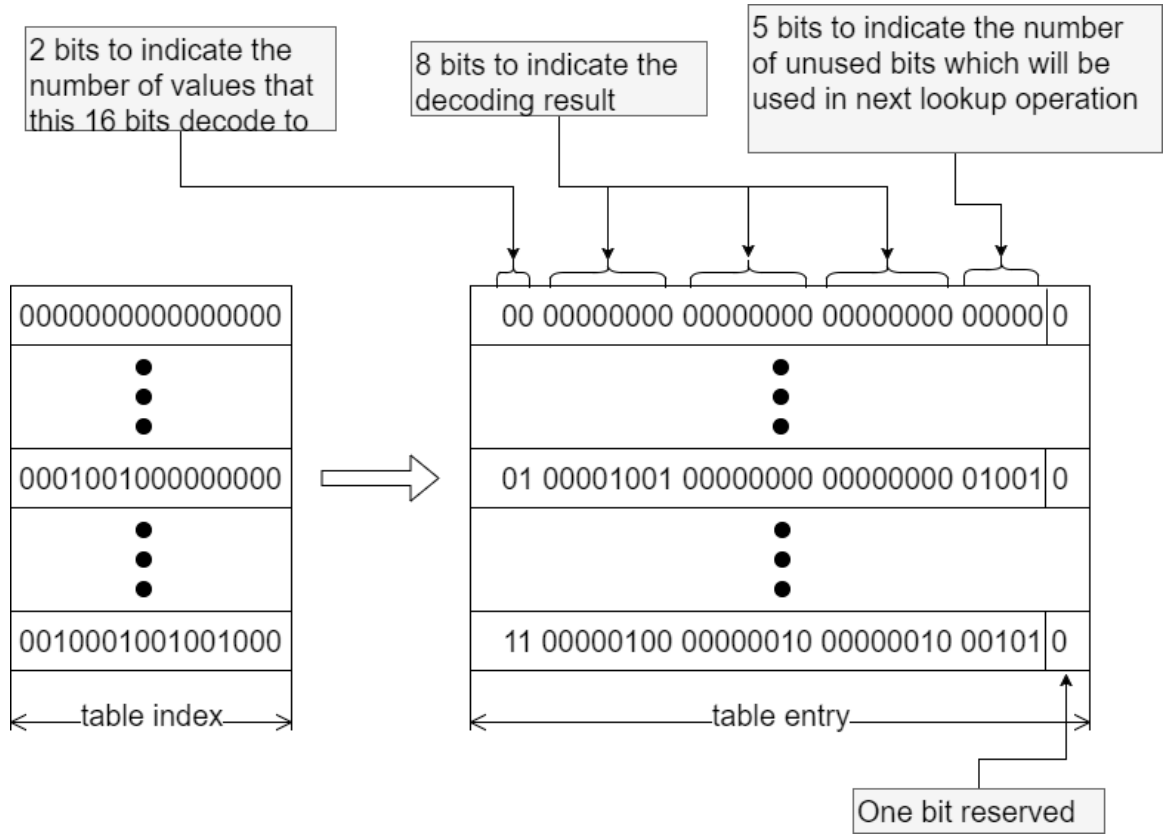 2 bits to indicate the
number of values that
this 16 bits decode to
8 bits to indicate the
decoding result
5 bits to indicate the number
of unused bits which will be
used in next lookup operation
0000000000000000
00 00000000 00000000 00000000 00000 0
0001001000000000
01 00001001 00000000 00000000 01001 0
0010001001001000
11 00000100 00000010 00000010 00101 0
table index
table entry
One bit reserved